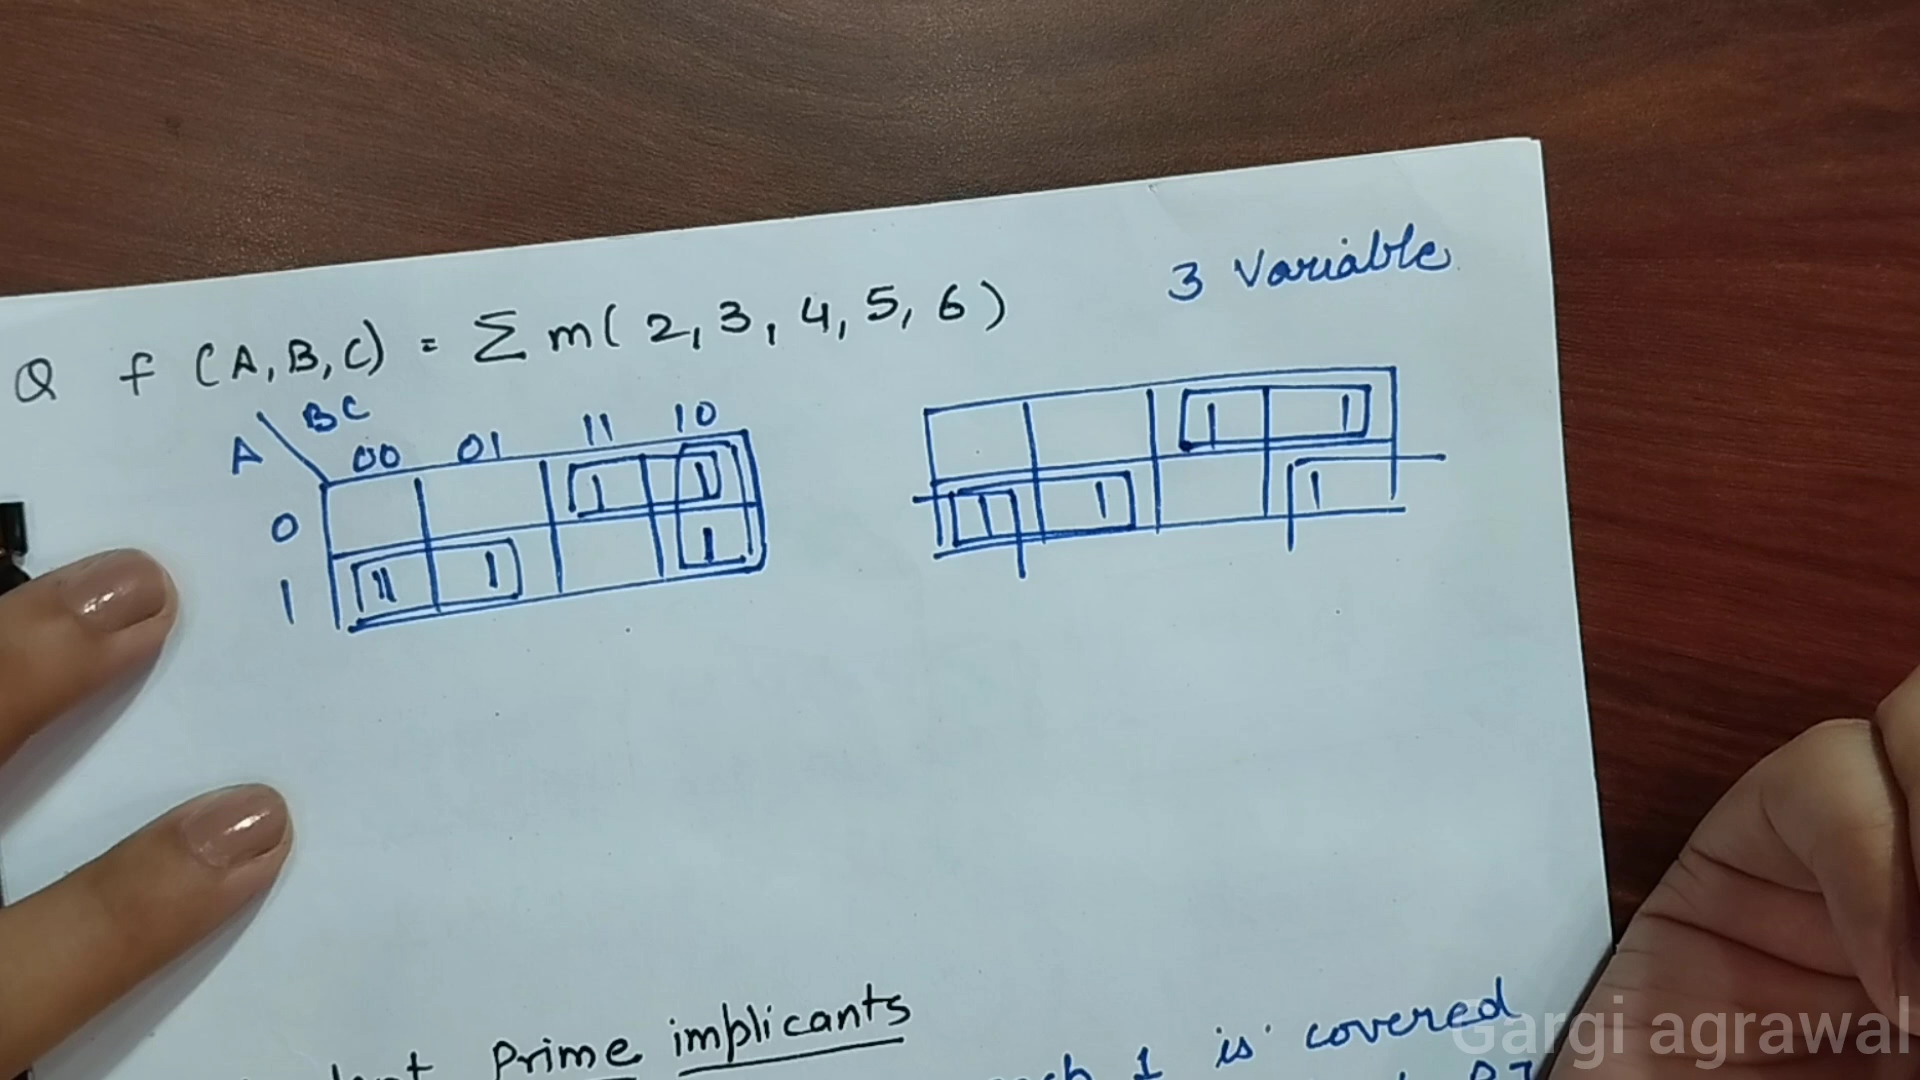 3 Variable
Q f (A, B, C) = Σ m( 2, 3, 4, 5, 6 )
A BC
00 01 11 10
0 1 1
1 1 1 1
1 1
1 1 1
Prime implicants
1 is covered
Gargi agrawal